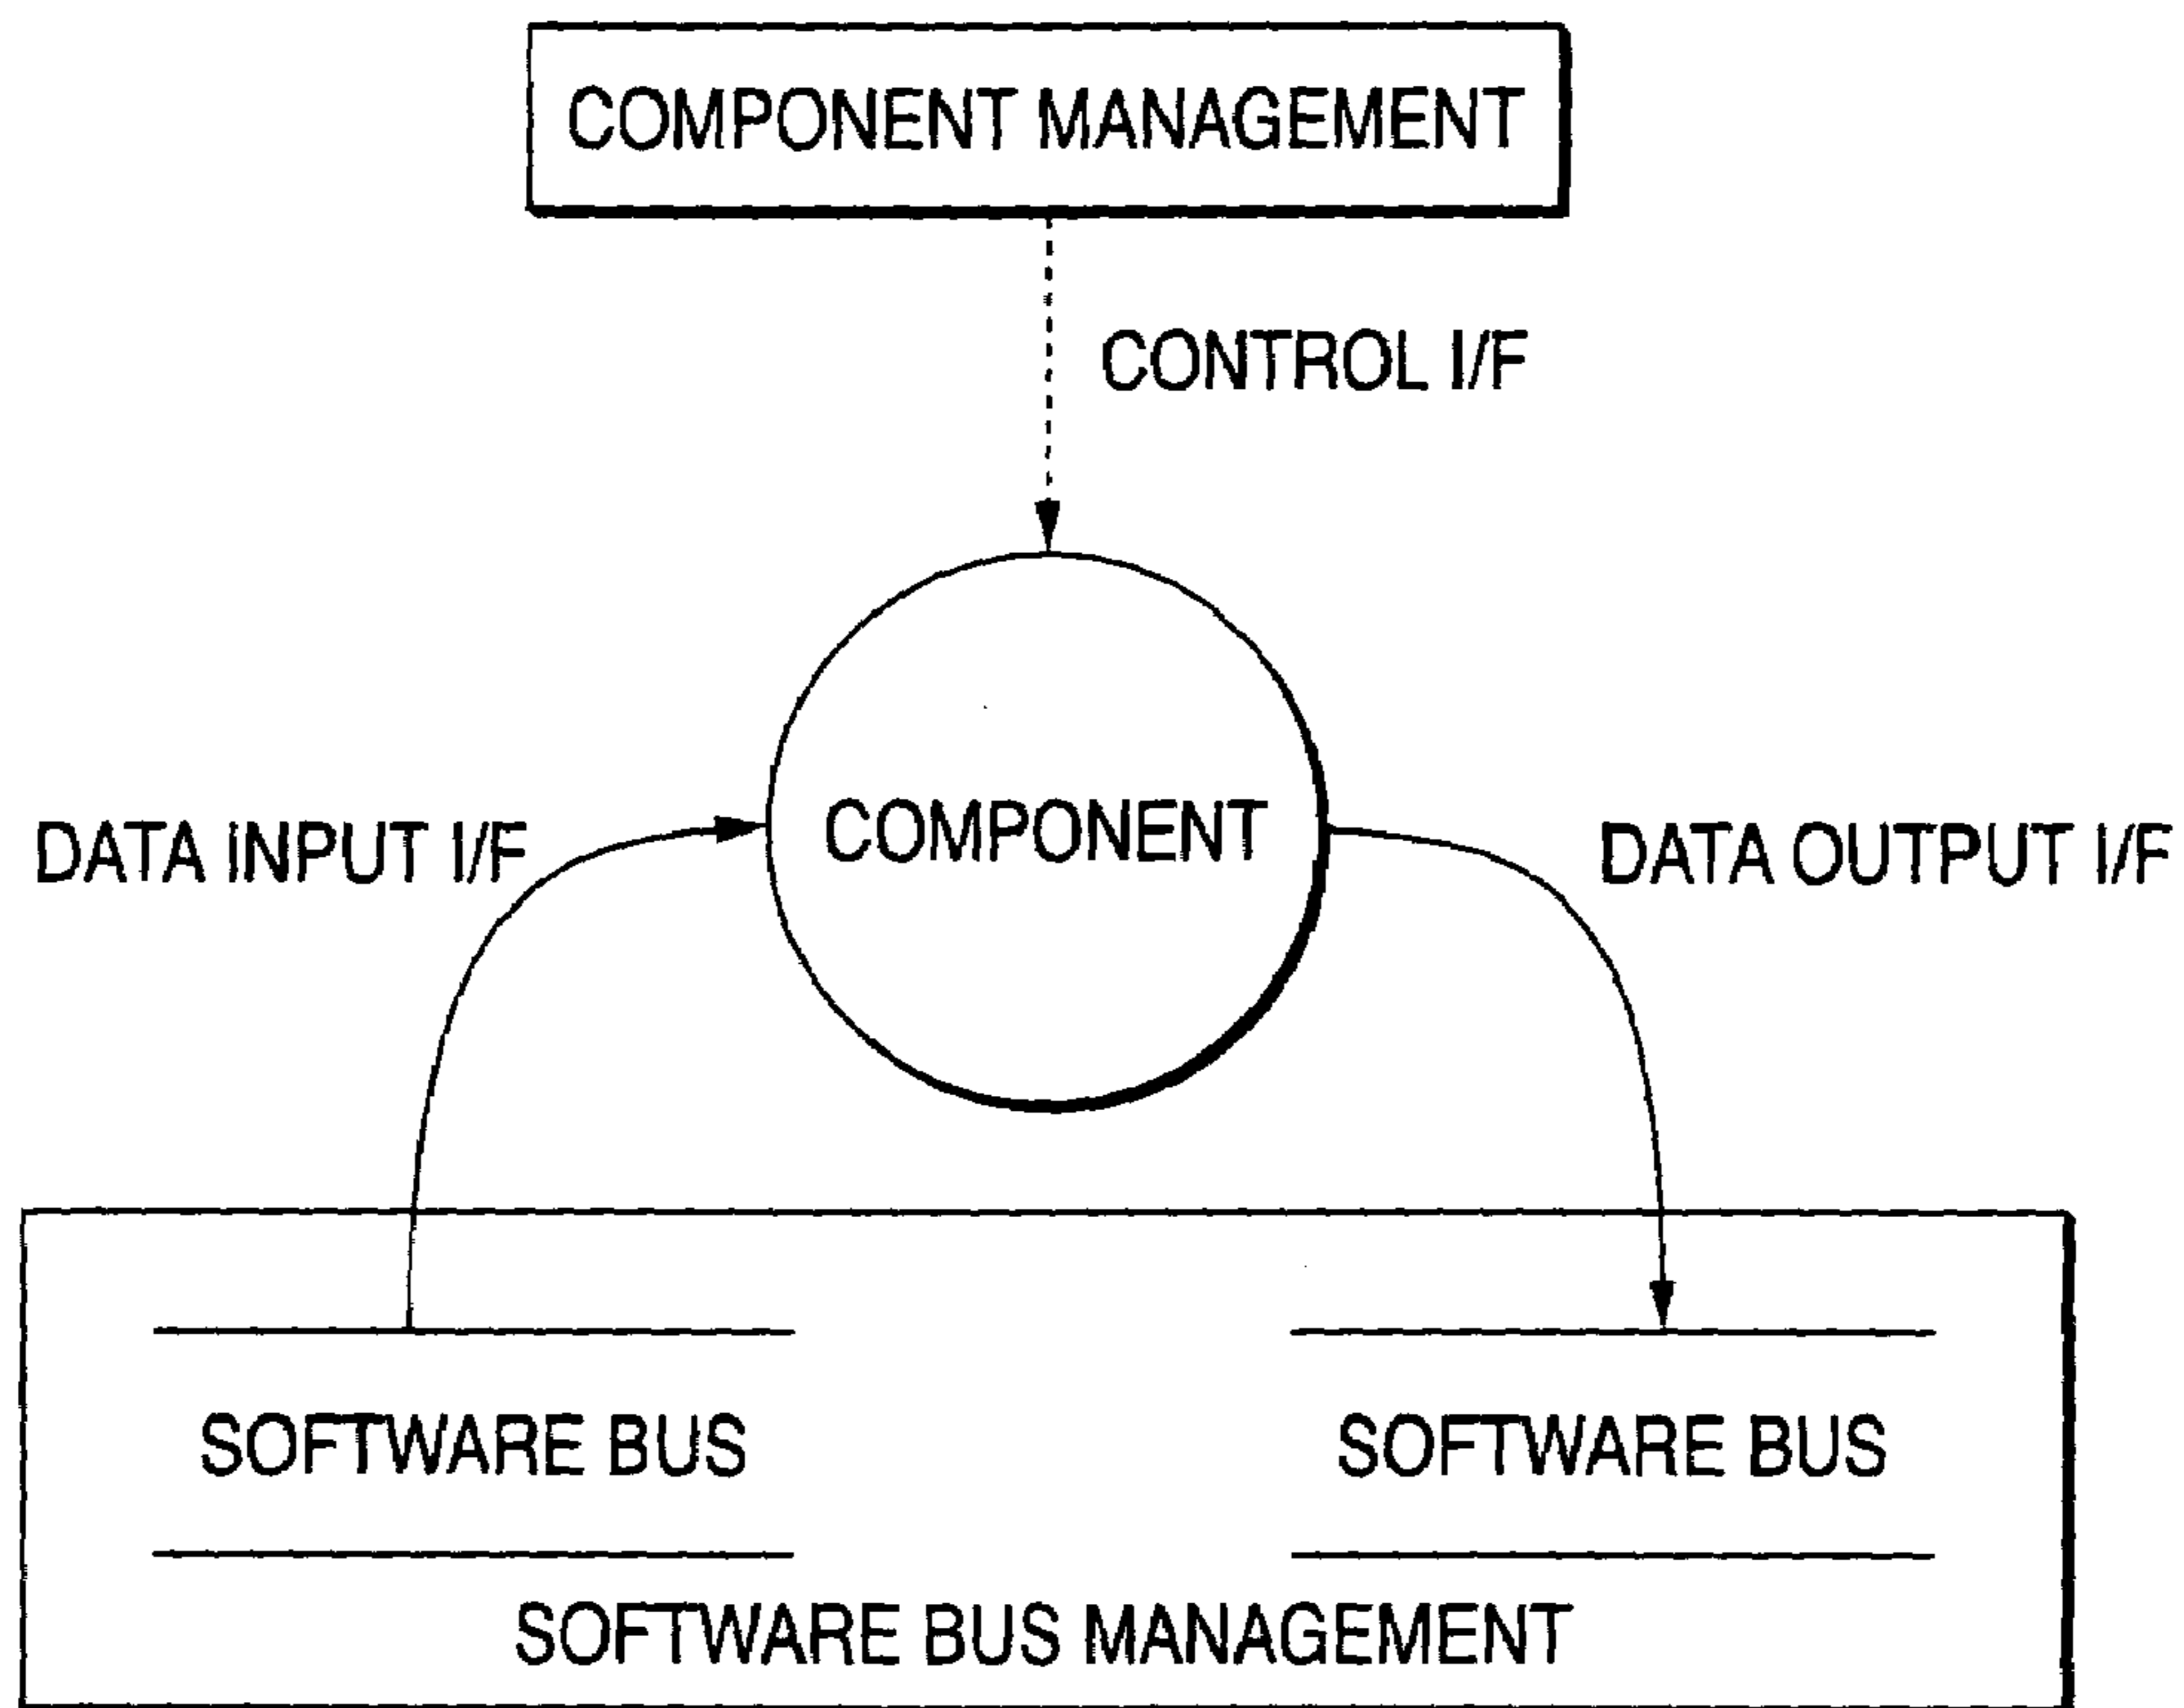 COMPONENT MANAGEMENT
CONTROL I/F
COMPONENT
DATA INPUT I/F
DATA OUTPUT I/F
SOFTWARE BUS
SOFTWARE BUS
SOFTWARE BUS MANAGEMENT